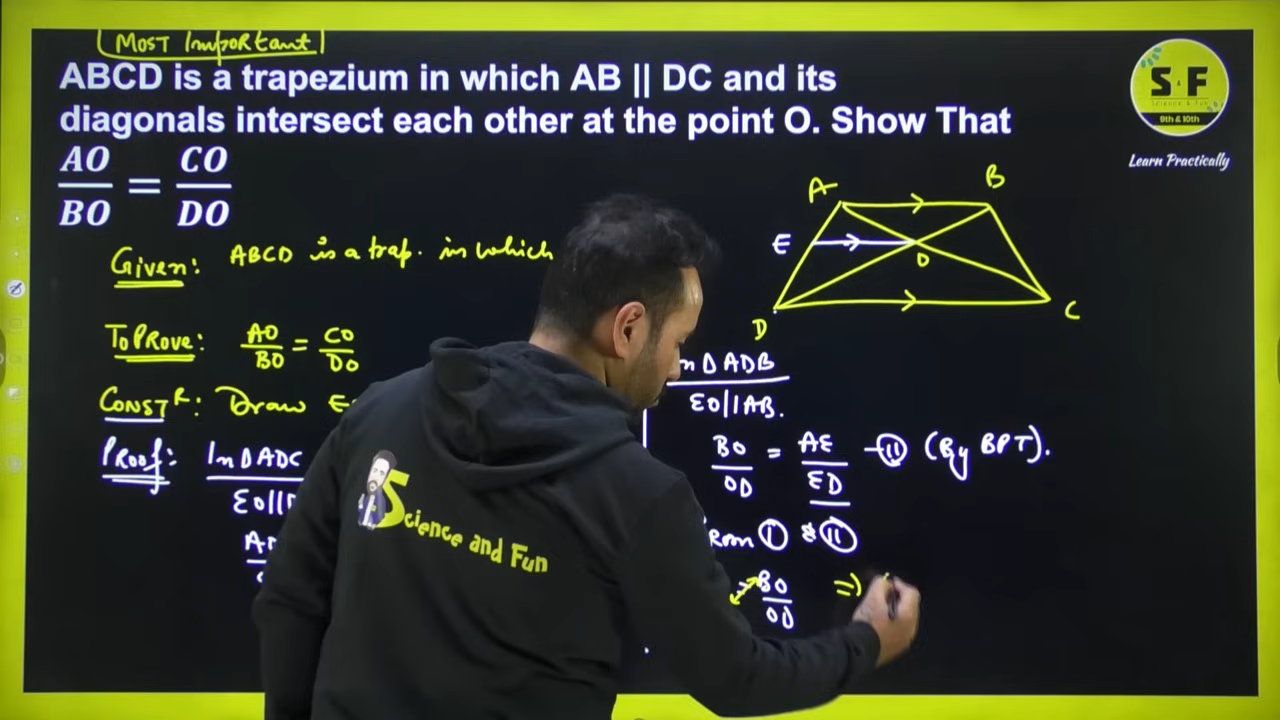 MOST Important
ABCD is a trapezium in which AB || DC and its
diagonals intersect each other at the point O. Show That
AO/BO = CO/DO
S&F
Science & Fun
9th & 10th
Learn Practically
Given: ABCD is a trap. in which
To Prove: AO/BO = CO/DO
Const^r: Draw
Proof: In Δ ADC
EO||
A B
E O
D C
Δ ADB
EO||AB.
BO/OD = AE/ED - (II) (By BPT).
(I) & (II)
BO/OD ⇒
Science and Fun